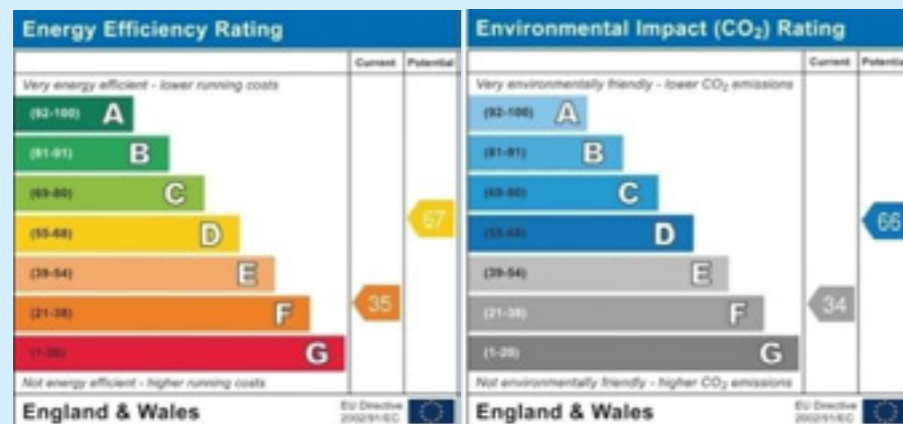 Energy Efficiency Rating
Current Potential
Very energy efficient - lower running costs
(92-100) A
(81-91) B
(69-80) C
(55-68) D
67
(39-54) E
(21-38) F
35
(1-20) G
Not energy efficient - higher running costs
England & Wales
EU Directive
2002/91/EC
Environmental Impact (CO₂) Rating
Current Potential
Very environmentally friendly - lower CO₂ emissions
(92-100) A
(81-91) B
(69-80) C
(55-68) D
66
(39-54) E
(21-38) F
34
(1-20) G
Not environmentally friendly - higher CO₂ emissions
England & Wales
EU Directive
2002/91/EC